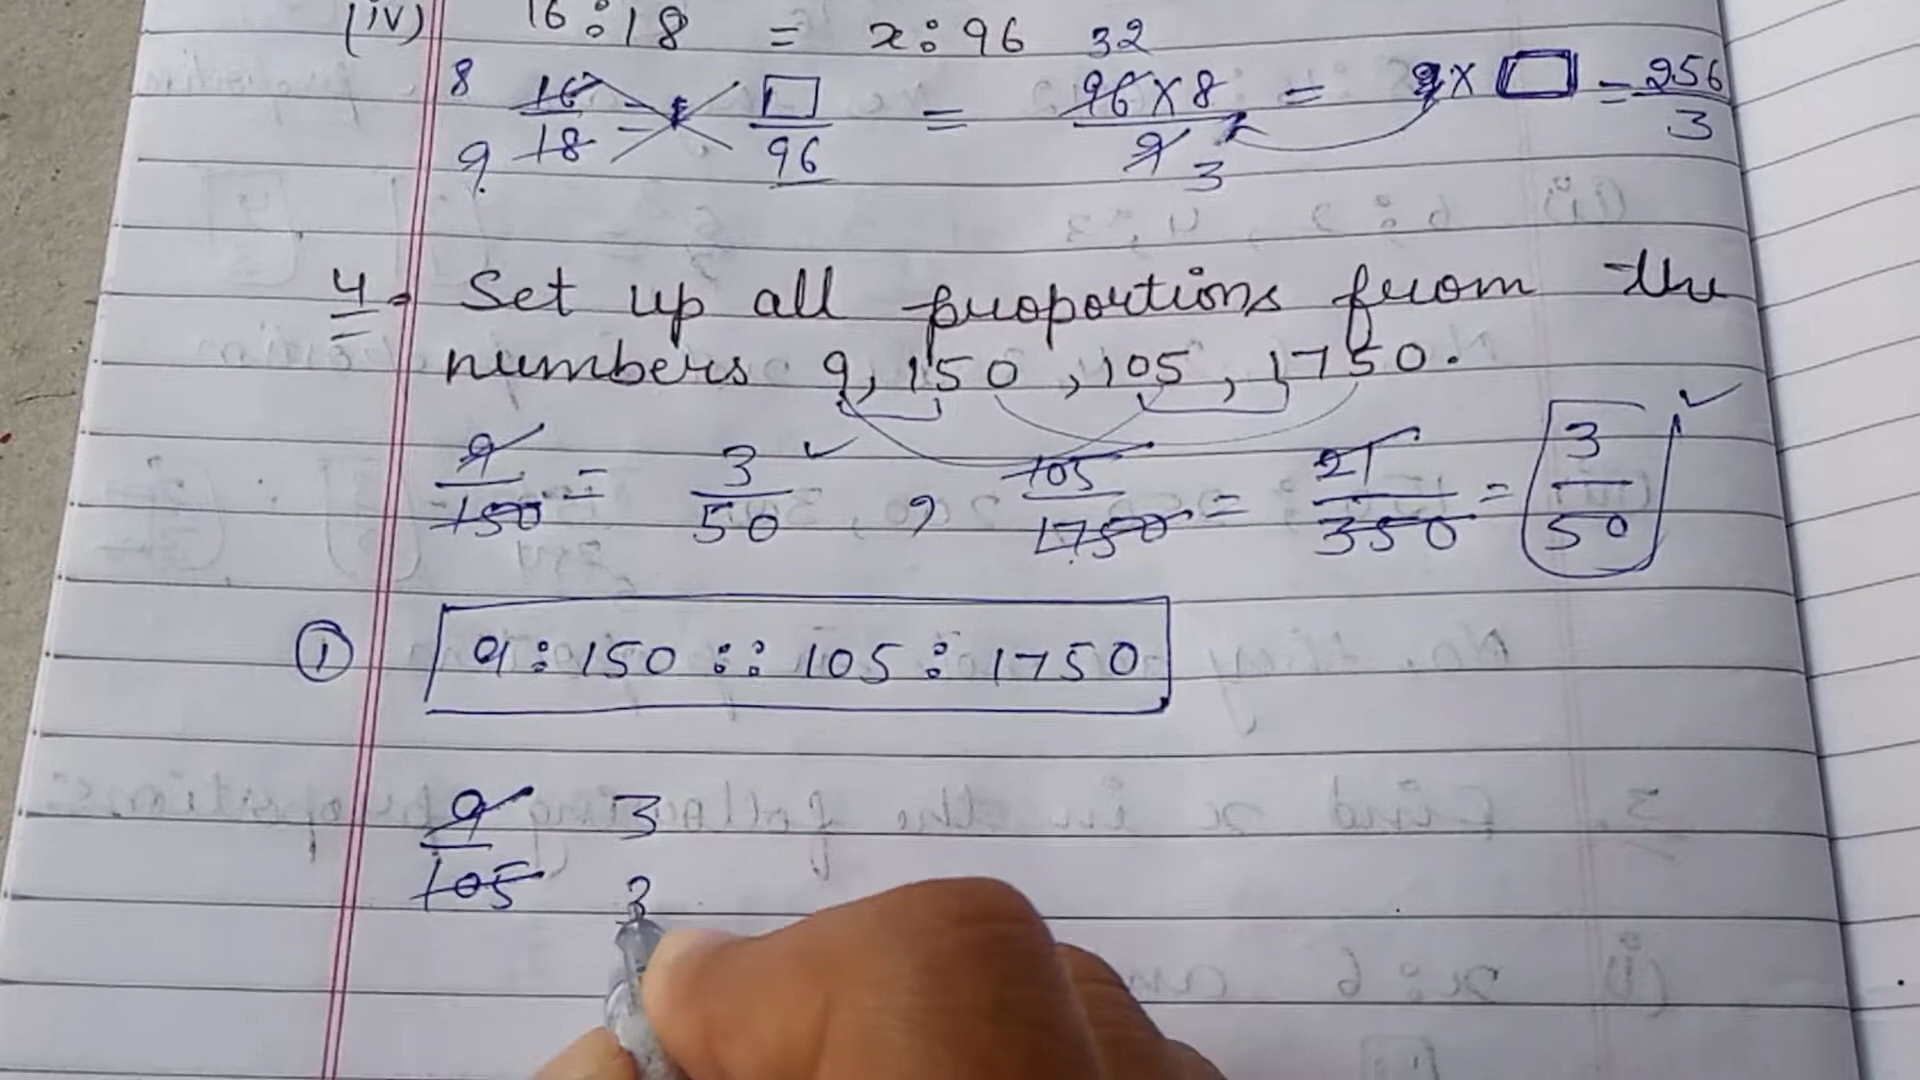 (iv) 16:18 = x:96 32
8 16/18 = □/96 = 96×8/9 3 = 9× □ = 256/3
9
4. Set up all proportions from the
numbers 9, 150, 105, 1750.
9/150 = 3/50 ✓, 105/1750 = 21/350 = 3/50 ✓
① 9:150 :: 105:1750
9 3
105 3